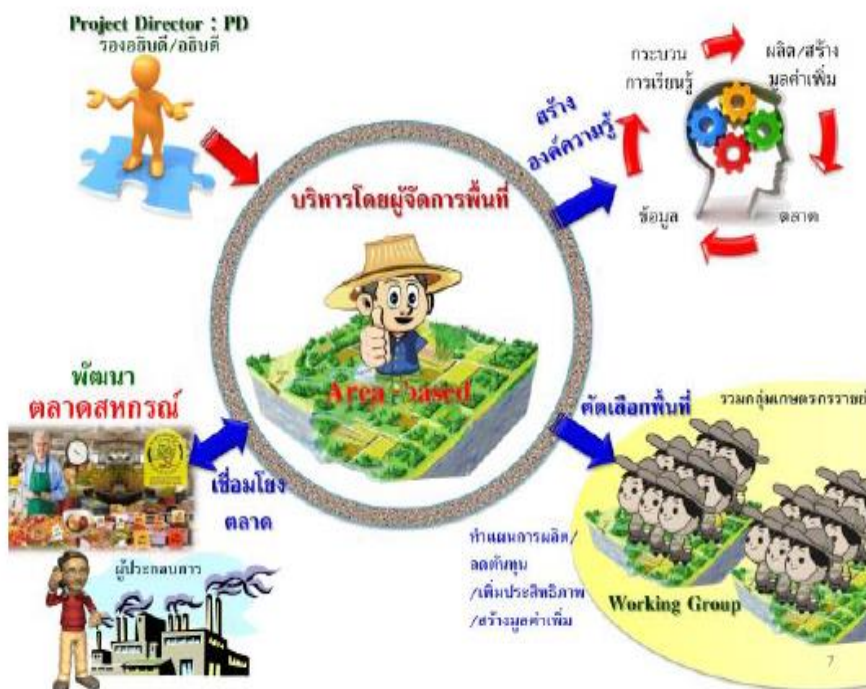 Project Director : PD
รองอธิบดี/อธิบดี
กระบวน
การเรียนรู้
ผลิต/สร้าง
มูลค่าเพิ่ม
สร้าง
องค์ความรู้
ข้อมูล
ตลาด
บริหารโดยผู้จัดการพื้นที่
Area-based
พัฒนา
ตลาดสหกรณ์
เชื่อมโยง
ตลาด
ผู้ประกอบการ
คัดเลือกพื้นที่
รวมกลุ่มเกษตรกรรายย่
ทำแผนการผลิต/
ลดต้นทุน
/เพิ่มประสิทธิภาพ
/สร้างมูลค่าเพิ่ม
Working Group
7